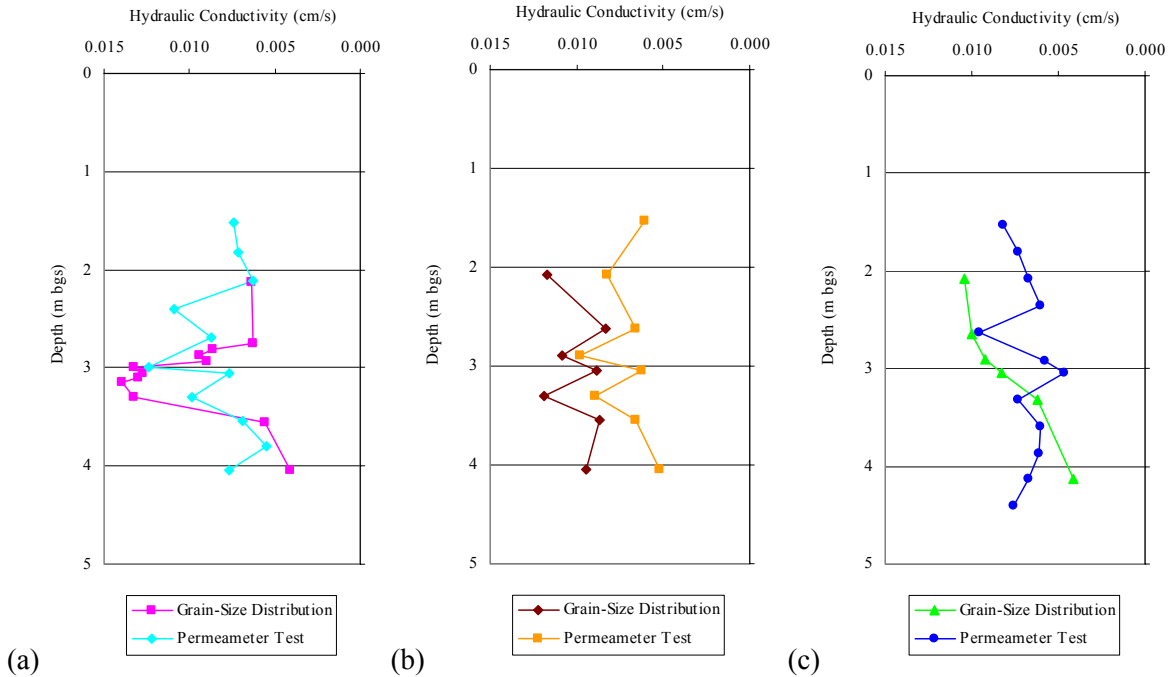 Hydraulic Conductivity (cm/s)
0.015 0.010 0.005 0.000
0
1
2
3
4
5
Depth (m bgs)
Grain-Size Distribution
Permeameter Test
(a)
Hydraulic Conductivity (cm/s)
0.015 0.010 0.005 0.000
0
1
2
3
4
5
Depth (m bgs)
Grain-Size Distribution
Permeameter Test
(b)
Hydraulic Conductivity (cm/s)
0.015 0.010 0.005 0.000
0
1
2
3
4
5
Depth (m bgs)
Grain-Size Distribution
Permeameter Test
(c)